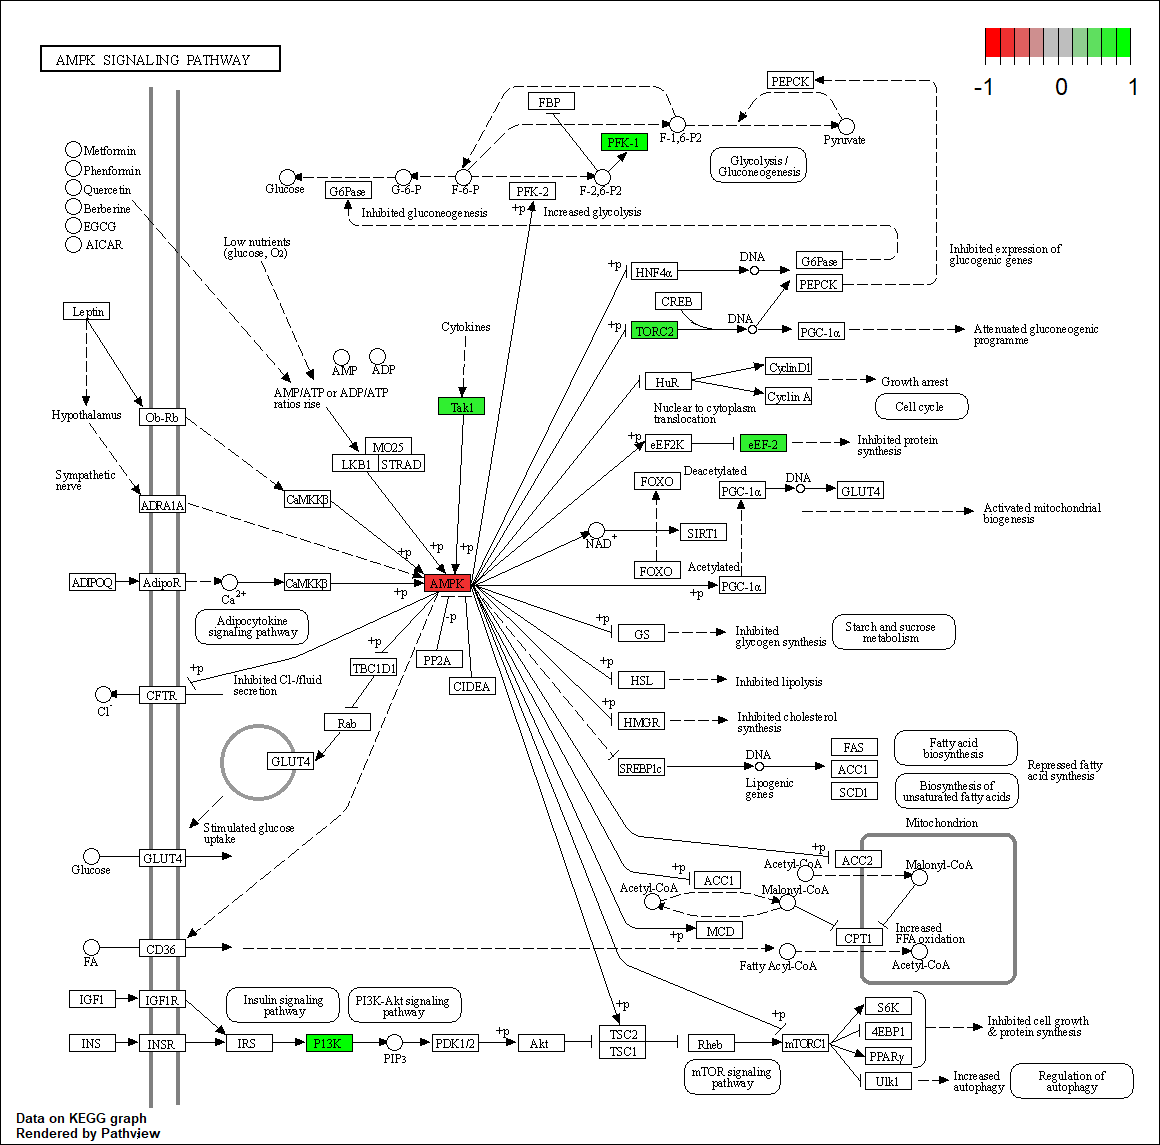 AMPK SIGNALING PATHWAY
-1
0
1
PEPCK
FBP
F-1,6-P2
Pyruvate
PFK-1
Metformin
Phenformin
Quercetin
Berberine
EGCG
AICAR
Glycolysis /
Gluconeogenesis
Glucose
G6Pase
G-6-P
F-6-P
PFK-2
F-2,6-P2
+p
Inhibited gluconeogenesis
Increased glycolysis
Low nutrients
(glucose, O2)
Inhibited expression of
glucogenic genes
+p
HNF4α
DNA
G6Pase
PEPCK
CREB
Leptin
Cytokines
+p
TORC2
DNA
PGC-1α
Attenuated gluconeogenic
programme
AMP
ADP
AMP/ATP or ADP/ATP
ratios rise
HuR
CyclinD1
Cyclin A
Growth arrest
Cell cycle
Nuclear to cytoplasm
translocation
Tak1
Hypothalamus
Ob-Rb
MO25
LKB1
STRAD
+p
eEF2K
eEF-2
Inhibited protein
synthesis
Sympathetic
nerve
ADRA1A
CaMKKβ
FOXO
Deacetylated
PGC-1α
DNA
GLUT4
Activated mitochondrial
biogenesis
NAD+
SIRT1
+p
+p
+p
FOXO
Acetylated
PGC-1α
+p
ADIPOQ
AdipoR
Ca2+
CaMKKβ
+p
AMPK
Adipocytokine
signaling pathway
-p
+p
GS
Inhibited
glycogen synthesis
Starch and sucrose
metabolism
+p
TBC1D1
PP2A
CIDEA
+p
HSL
Inhibited lipolysis
+p
CFTR
Cl-
Inhibited Cl-/fluid
secretion
+p
HMGR
Inhibited cholesterol
synthesis
Rab
GLUT4
SREBP1c
DNA
Lipogenic
genes
FAS
ACC1
SCD1
Fatty acid
biosynthesis
Biosynthesis of
unsaturated fatty acids
Repressed fatty
acid synthesis
Stimulated glucose
uptake
Glucose
GLUT4
Mitochondrion
+p
ACC2
Acetyl-CoA
Malonyl-CoA
+p
ACC1
Acetyl-CoA
Malonyl-CoA
MCD
+p
CPT1
Increased
FFA oxidation
FA
CD36
Fatty Acyl-CoA
Acetyl-CoA
IGF1
IGF1R
Insulin signaling
pathway
PI3K-Akt signaling
pathway
INS
INSR
IRS
P13K
PIP3
PDK1/2
+p
Akt
+p
TSC2
TSC1
Rheb
+p
mTORC1
mTOR signaling
pathway
S6K
4EBP1
PPARγ
Ulk1
Inhibited cell growth
& protein synthesis
Increased
autophagy
Regulation of
autophagy
Data on KEGG graph
Rendered by Pathview